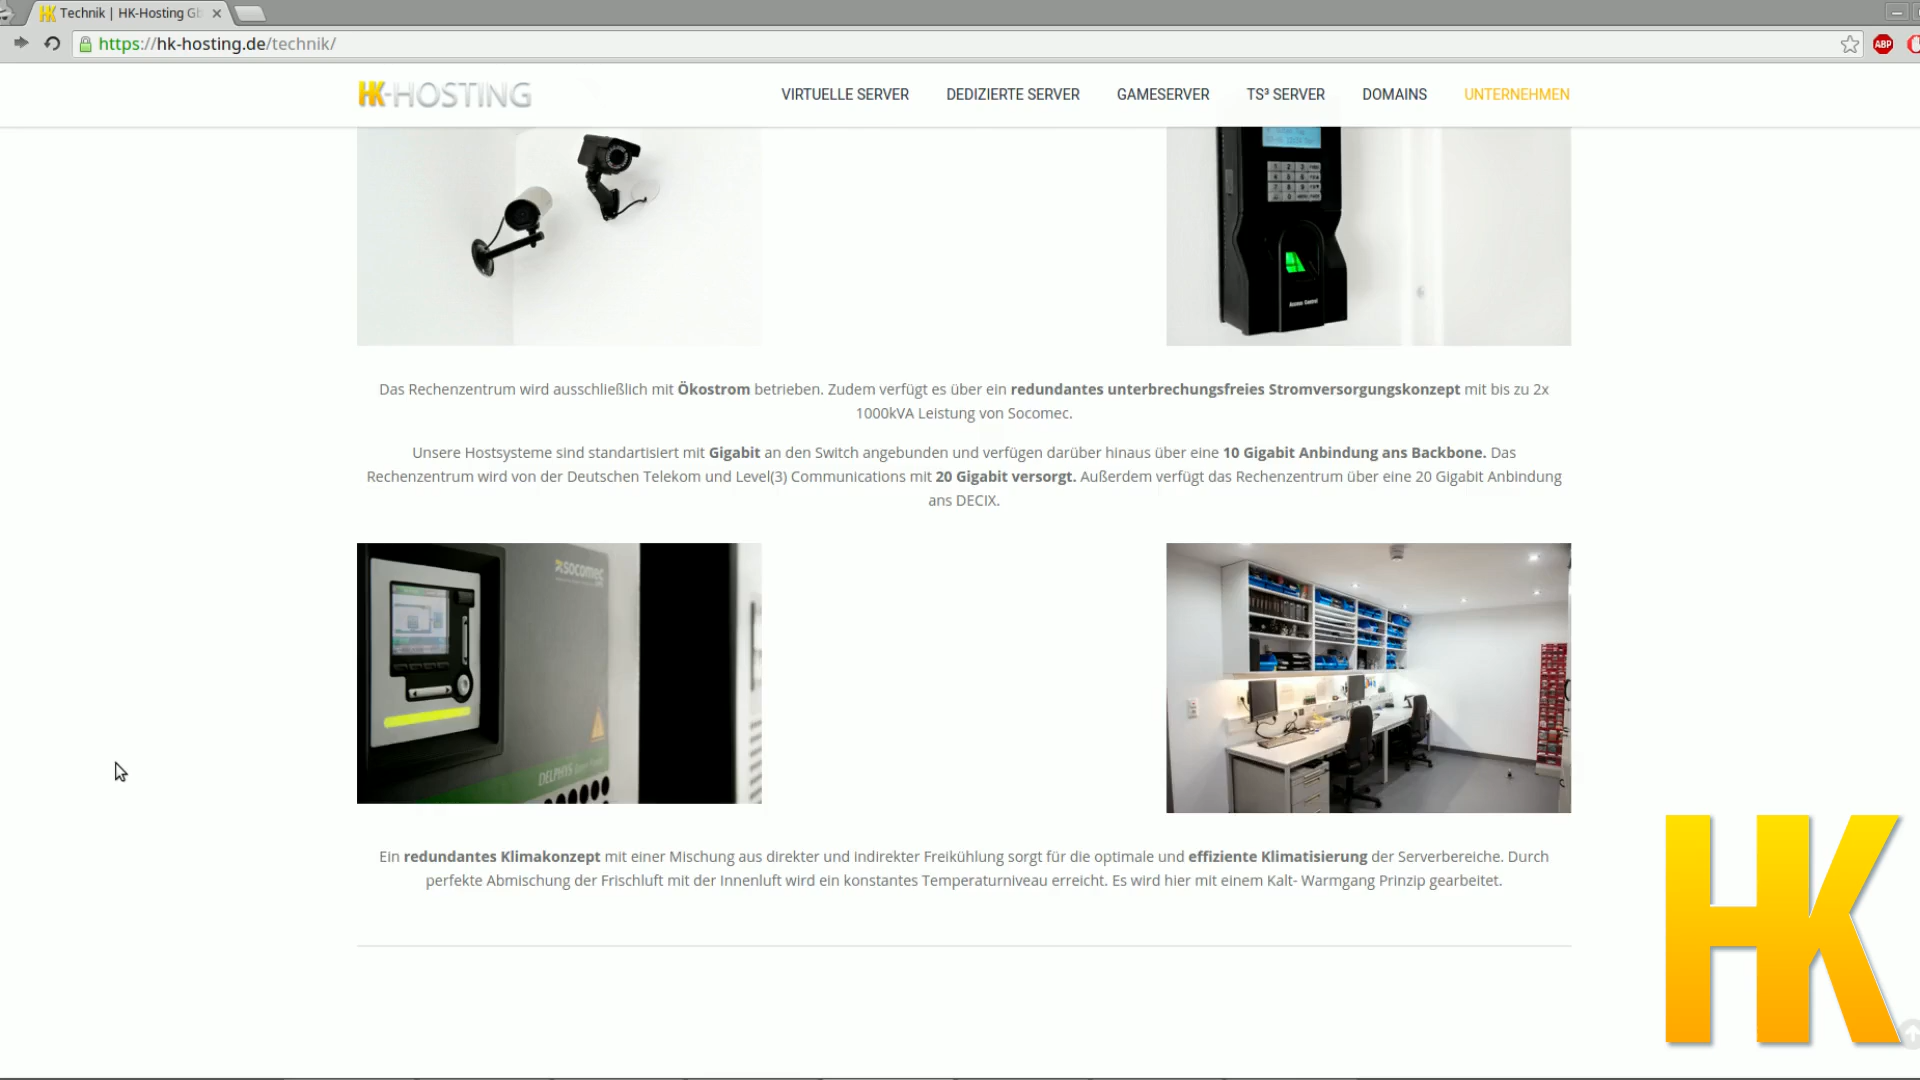 Technik | HK-Hosting Gb
https://hk-hosting.de/technik/
ABP
HK-HOSTING
VIRTUELLE SERVER
DEDIZIERTE SERVER
GAMESERVER
TS³ SERVER
DOMAINS
UNTERNEHMEN
Access Control
Das Rechenzentrum wird ausschließlich mit Ökostrom betrieben. Zudem verfügt es über ein redundantes unterbrechungsfreies Stromversorgungskonzept mit bis zu 2x
1000kVA Leistung von Socomec.
Unsere Hostsysteme sind standartisiert mit Gigabit an den Switch angebunden und verfügen darüber hinaus über eine 10 Gigabit Anbindung ans Backbone. Das
Rechenzentrum wird von der Deutschen Telekom und Level(3) Communications mit 20 Gigabit versorgt. Außerdem verfügt das Rechenzentrum über eine 20 Gigabit Anbindung
ans DECIX.
socomec
DELPHYS
Ein redundantes Klimakonzept mit einer Mischung aus direkter und indirekter Freikühlung sorgt für die optimale und effiziente Klimatisierung der Serverbereiche. Durch
perfekte Abmischung der Frischluft mit der Innenluft wird ein konstantes Temperaturniveau erreicht. Es wird hier mit einem Kalt- Warmgang Prinzip gearbeitet.
HK